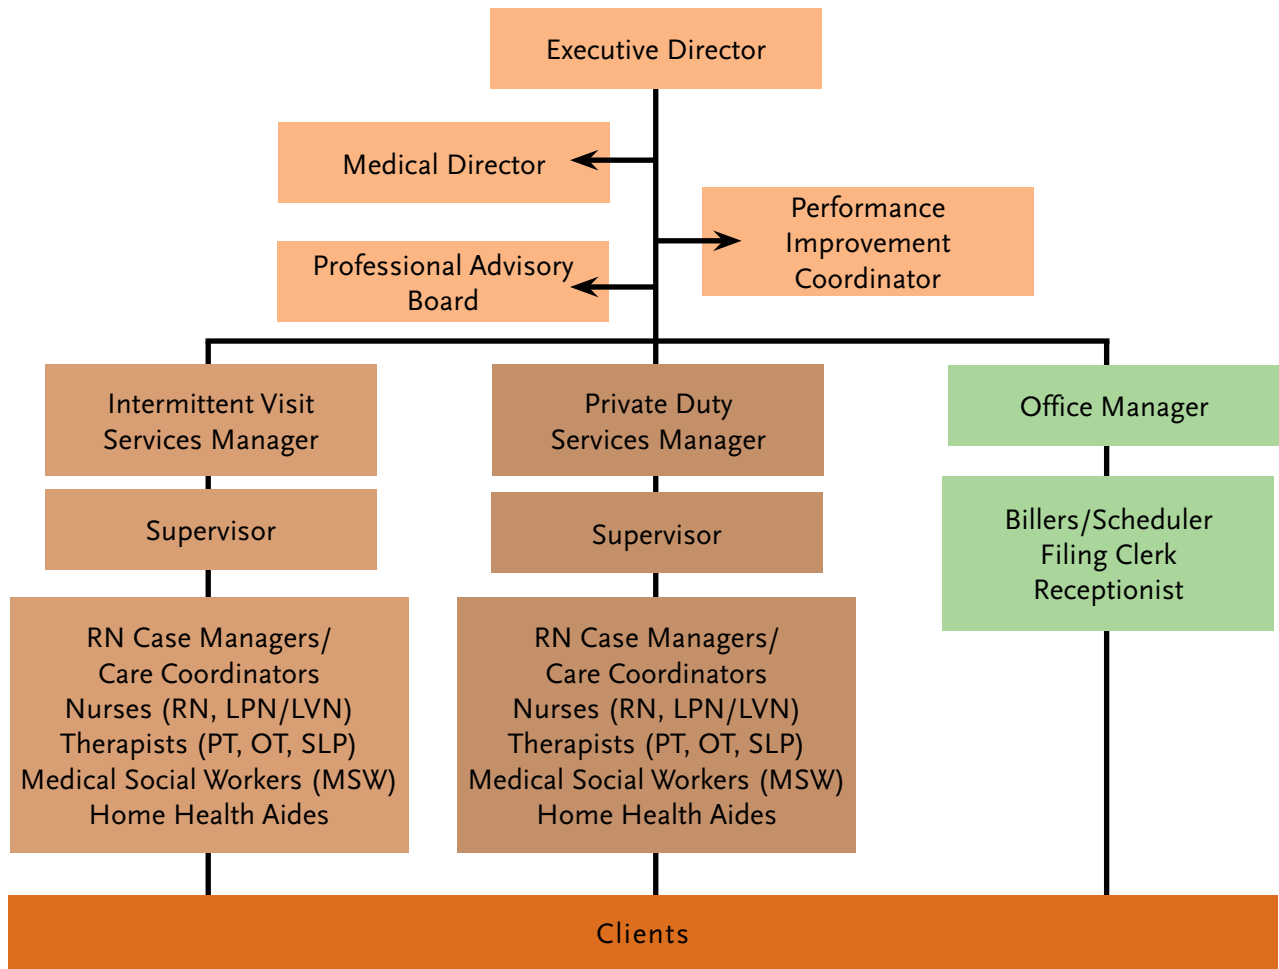 Executive Director
Medical Director
Performance
Improvement
Coordinator
Professional Advisory
Board
Intermittent Visit
Services Manager
Private Duty
Services Manager
Office Manager
Supervisor
Supervisor
Billers/Scheduler
Filing Clerk
Receptionist
RN Case Managers/
Care Coordinators
Nurses (RN, LPN/LVN)
Therapists (PT, OT, SLP)
Medical Social Workers (MSW)
Home Health Aides
RN Case Managers/
Care Coordinators
Nurses (RN, LPN/LVN)
Therapists (PT, OT, SLP)
Medical Social Workers (MSW)
Home Health Aides
Clients